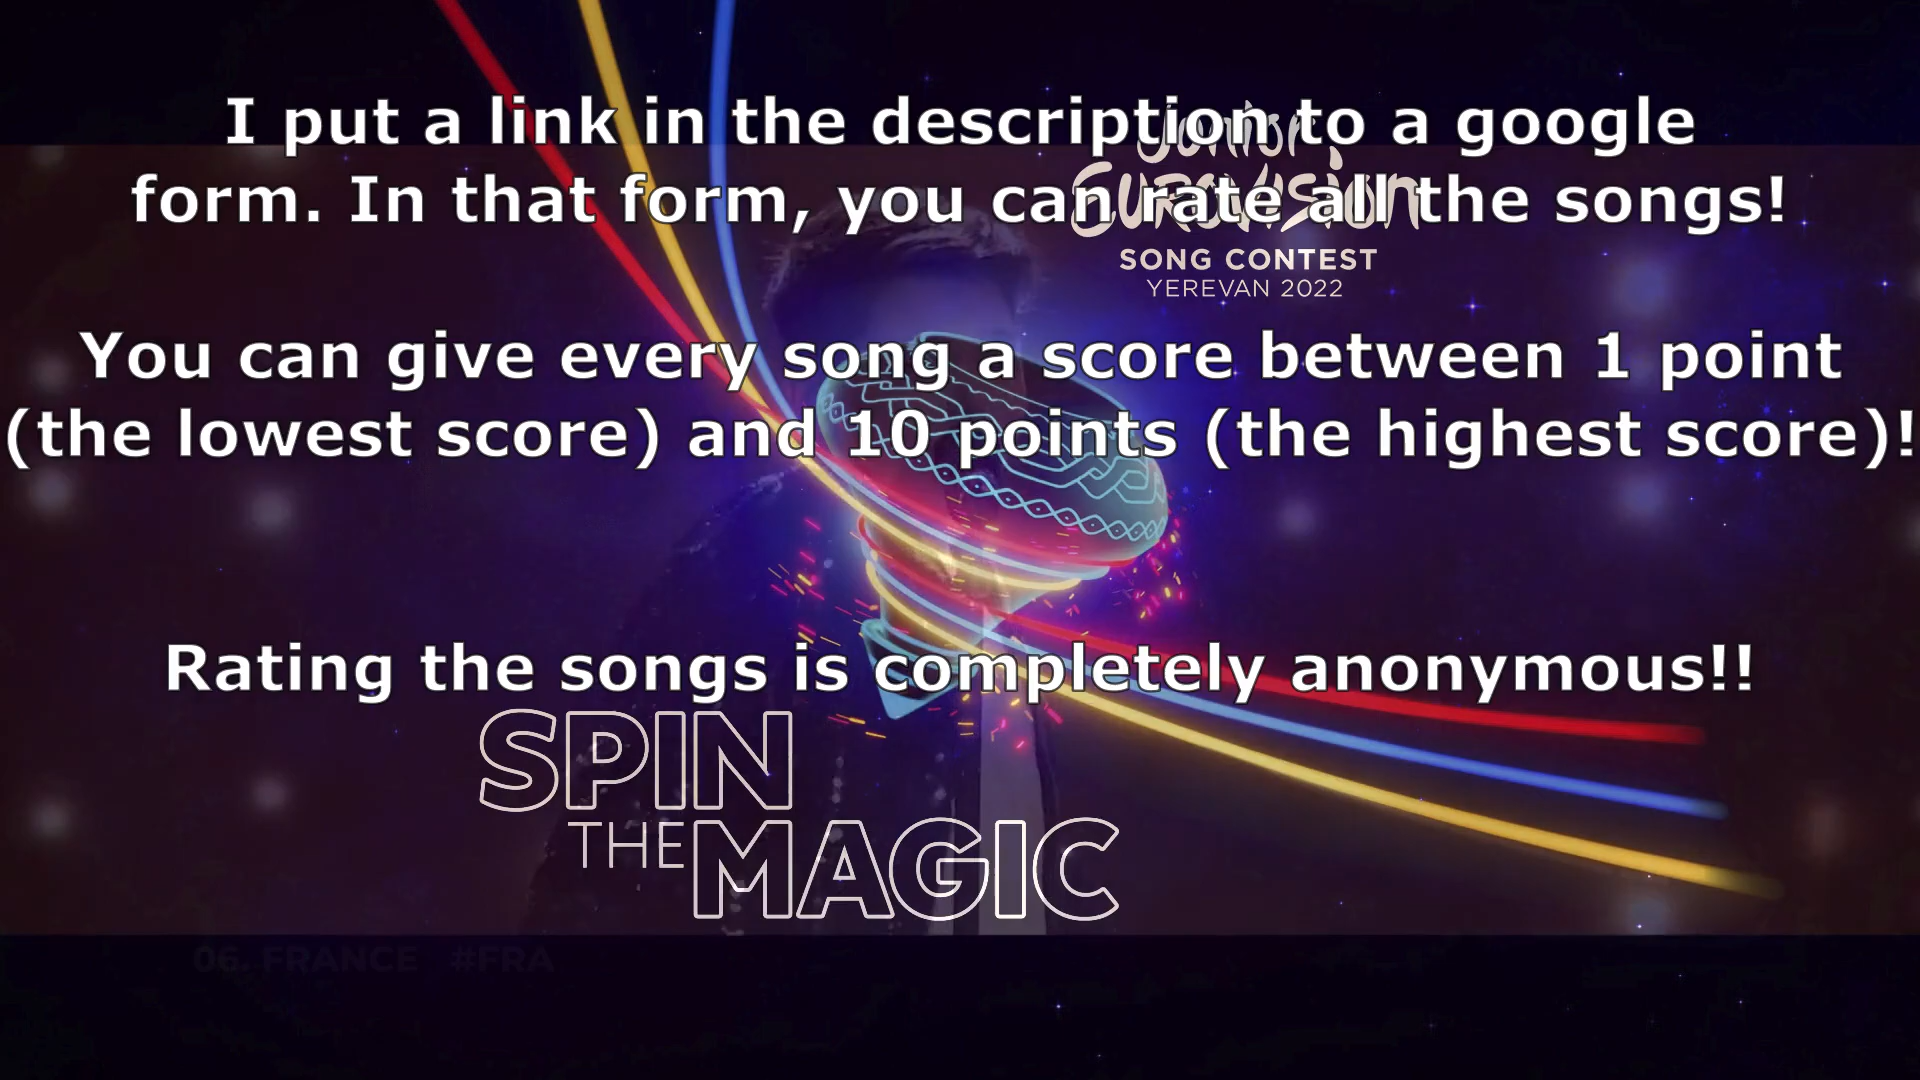 I put a link in the description to a google
form. In that form, you can rate all the songs!
Junior
EUROVISION
SONG CONTEST
YEREVAN 2022
You can give every song a score between 1 point
(the lowest score) and 10 points (the highest score)!
Rating the songs is completely anonymous!!
SPIN
THE MAGIC
06. FRANCE #FRA